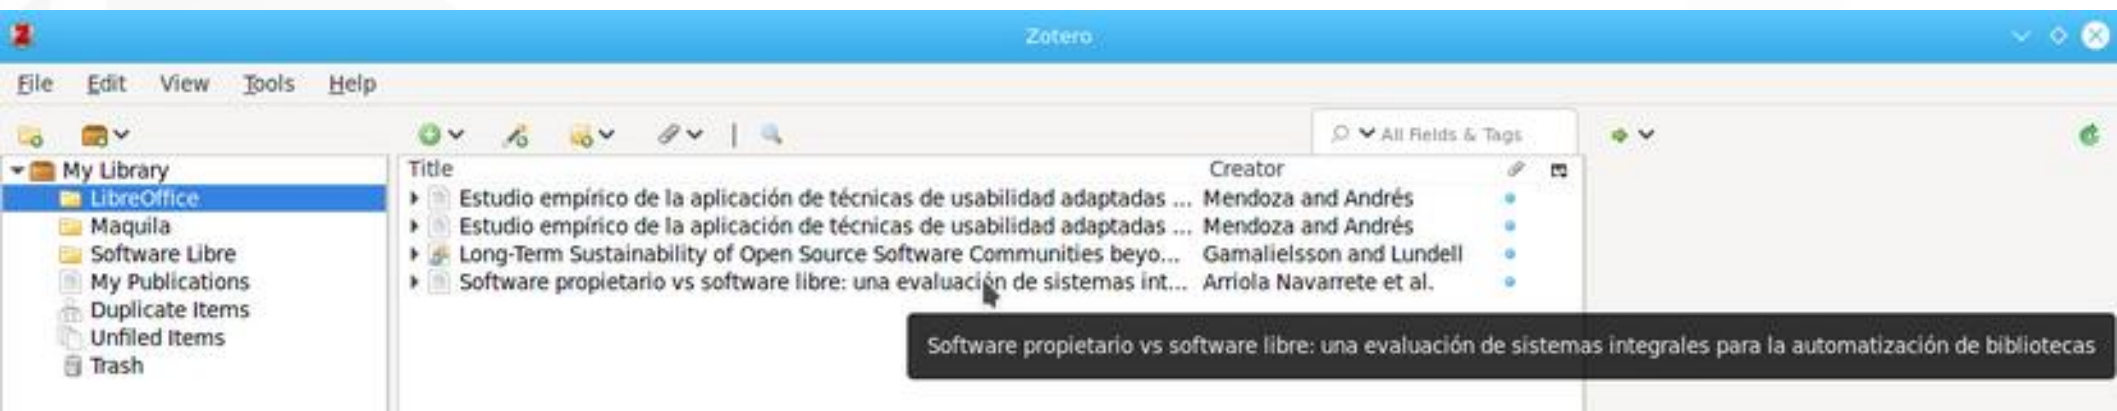 Zotero
File Edit View Tools Help
All Fields & Tags
My Library
LibreOffice
Maquila
Software Libre
My Publications
Duplicate Items
Unfiled Items
Trash
Title Creator
Estudio empírico de la aplicación de técnicas de usabilidad adaptadas ... Mendoza and Andrés
Estudio empírico de la aplicación de técnicas de usabilidad adaptadas ... Mendoza and Andrés
Long-Term Sustainability of Open Source Software Communities beyo... Gamalielsson and Lundell
Software propietario vs software libre: una evaluación de sistemas int... Arriola Navarrete et al.
Software propietario vs software libre: una evaluación de sistemas integrales para la automatización de bibliotecas